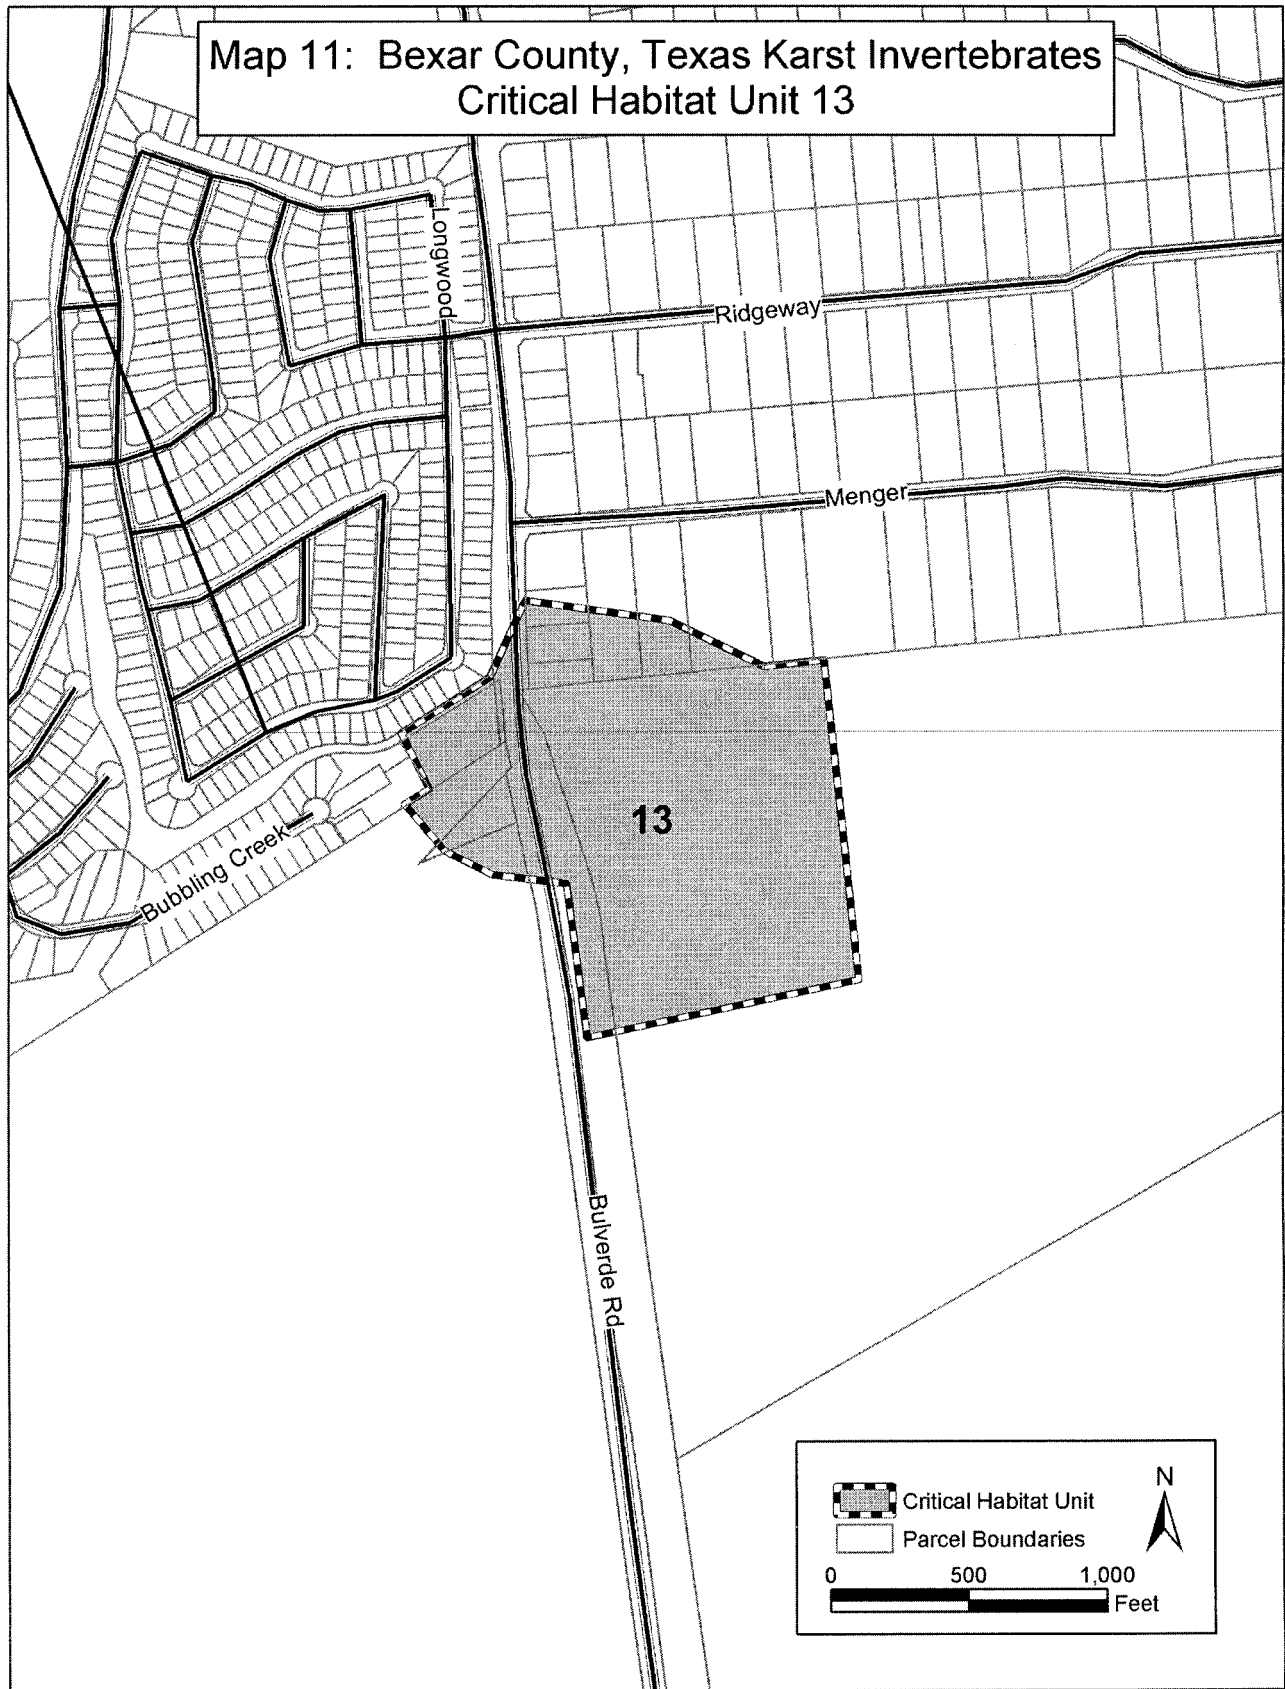 Map 11: Bexar County, Texas Karst Invertebrates
Critical Habitat Unit 13
Longwood
Ridgeway
Menger
13
Bubbling Creek
Bulverde Rd
N
Critical Habitat Unit
Parcel Boundaries
0 500 1,000
Feet